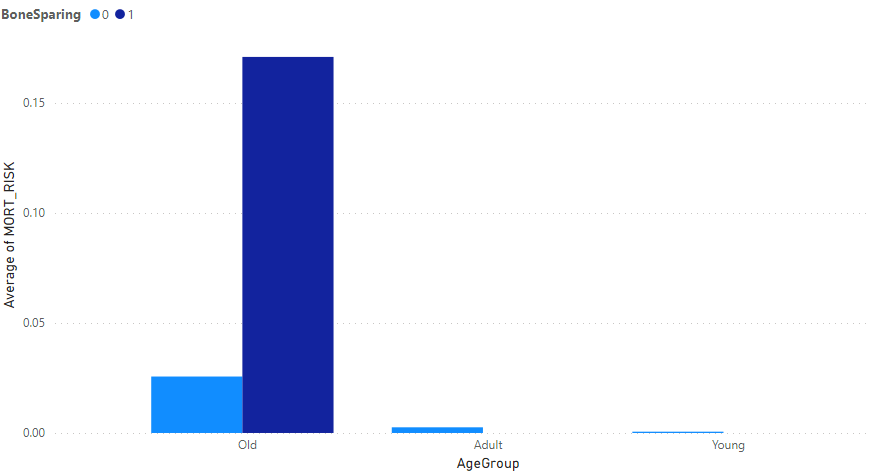 BoneSparing 0 1
Average of MORT_RISK
0.15
0.10
0.05
0.00
Old Adult Young
AgeGroup